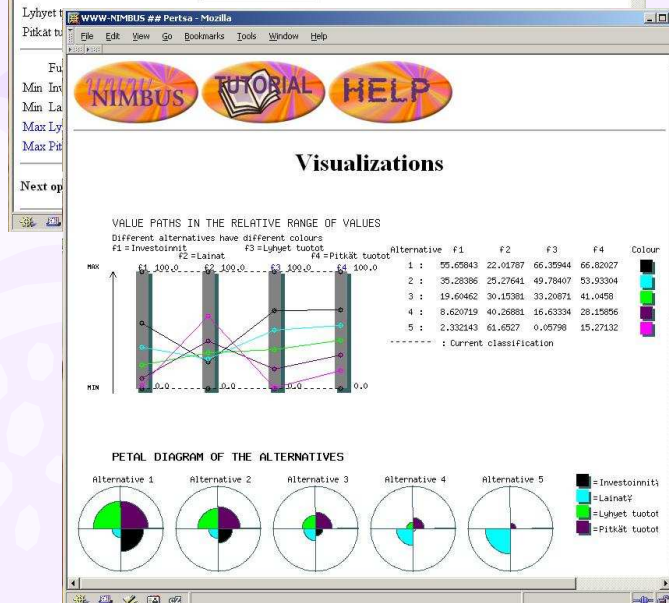 Lyhyet t
Pitkät tu
Fu
Min Inv
Min La
Max Ly
Max Pit
Next op
WWW-NIMBUS ## Pertsa - Mozilla
File Edit View Go Bookmarks Tools Window Help
WWW NIMBUS TUTORIAL HELP
Visualizations
VALUE PATHS IN THE RELATIVE RANGE OF VALUES
Different alternatives have different colours
f1 =Investoinnit f3 =Lyhyet tuotot
f2 =Lainat f4 =Pitkät tuotot
MAX f1 100.0 f2 100.0 f3 100.0 f4 100.0
MIN 0.0 0.0 0.0 0.0
Alternative f1 f2 f3 f4 Colour
1 : 55.65843 22.01787 66.35944 66.82027
2 : 35.28386 25.27641 49.78407 53.93304
3 : 19.60462 30.15381 33.20871 41.0458
4 : 8.620719 40.26881 16.63334 28.15856
5 : 2.332143 61.6527 0.05798 15.27132
------- : Current classification
PETAL DIAGRAM OF THE ALTERNATIVES
Alternative 1 Alternative 2 Alternative 3 Alternative 4 Alternative 5
=Investoinnit
=Lainat¥
=Lyhyet tuotot
=Pitkät tuotot